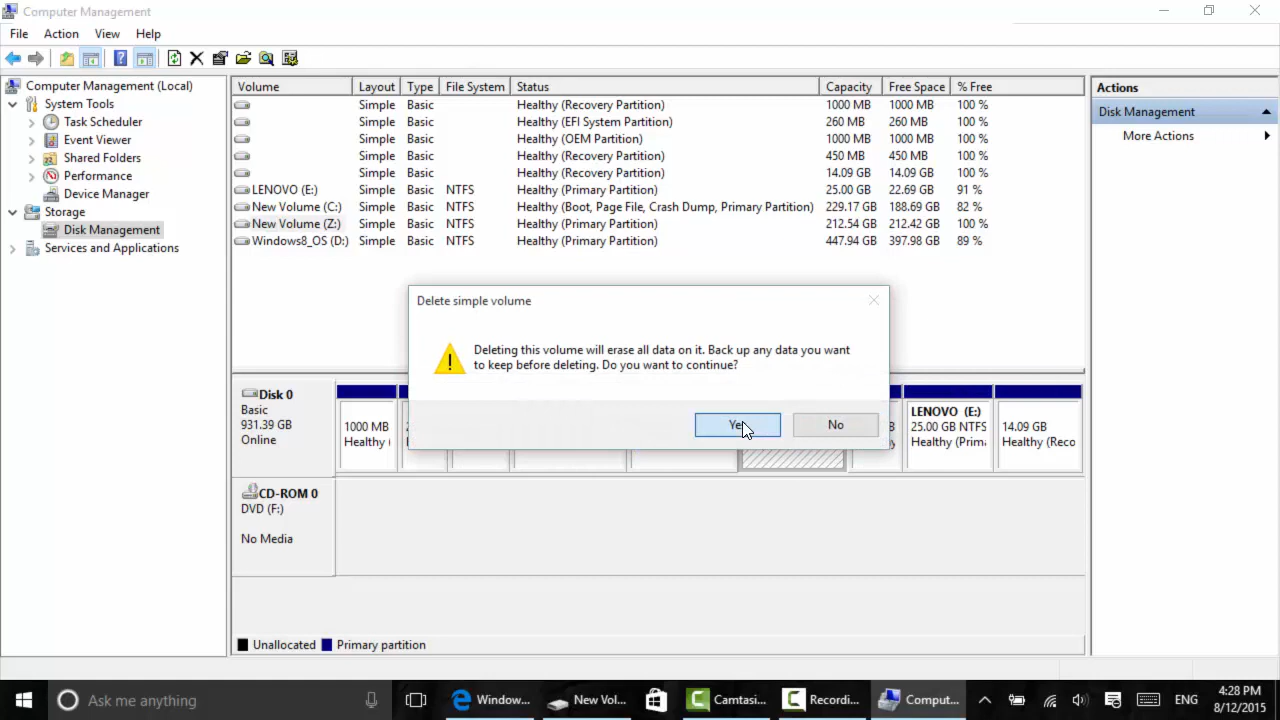 Computer Management
File Action View Help
Computer Management (Local)
System Tools
Task Scheduler
Event Viewer
Shared Folders
Performance
Device Manager
Storage
Disk Management
Services and Applications
Volume Layout Type File System Status Capacity Free Space % Free
Simple Basic Healthy (Recovery Partition) 1000 MB 1000 MB 100 %
Simple Basic Healthy (EFI System Partition) 260 MB 260 MB 100 %
Simple Basic Healthy (OEM Partition) 1000 MB 1000 MB 100 %
Simple Basic Healthy (Recovery Partition) 450 MB 450 MB 100 %
Simple Basic Healthy (Recovery Partition) 14.09 GB 14.09 GB 100 %
LENOVO (E:) Simple Basic NTFS Healthy (Primary Partition) 25.00 GB 22.69 GB 91 %
New Volume (C:) Simple Basic NTFS Healthy (Boot, Page File, Crash Dump, Primary Partition) 229.17 GB 188.69 GB 82 %
New Volume (Z:) Simple Basic NTFS Healthy (Primary Partition) 212.54 GB 212.42 GB 100 %
Windows8_OS (D:) Simple Basic NTFS Healthy (Primary Partition) 447.94 GB 397.98 GB 89 %
Actions
Disk Management
More Actions
Delete simple volume
Deleting this volume will erase all data on it. Back up any data you want
to keep before deleting. Do you want to continue?
No
Disk 0
Basic
931.39 GB
Online
1000 MB
Healthy (
LENOVO (E:)
25.00 GB NTFS
Healthy (Prima
14.09 GB
Healthy (Reco
CD-ROM 0
DVD (F:)
No Media
Unallocated Primary partition
Ask me anything
Window...
New Vol...
Camtasi...
Recordi...
Comput...
ENG
4:28 PM
8/12/2015